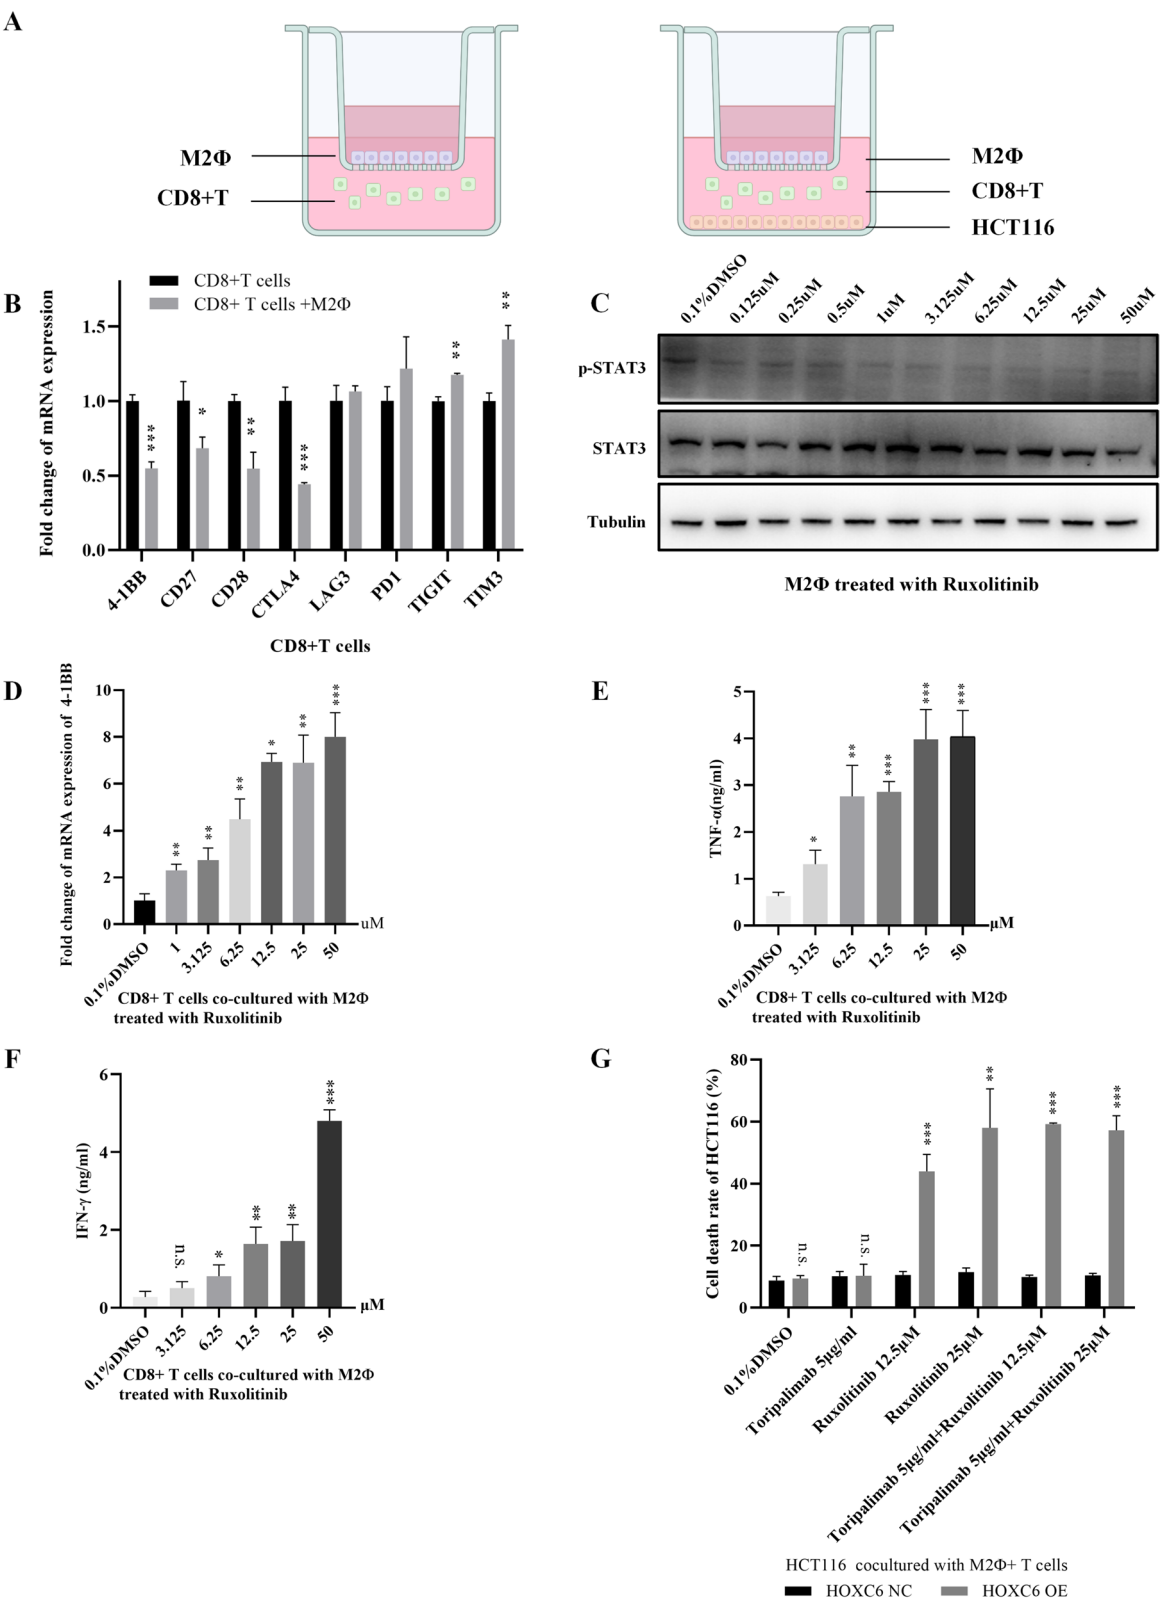 A
M2Φ
CD8+T
M2Φ
CD8+T
HCT116
B
CD8+T cells
CD8+ T cells +M2Φ
Fold change of mRNA expression
1.5
1.0
0.5
0.0
***
*
**
***
**
**
4-1BB
CD27
CD28
CTLA4
LAG3
PD1
TIGIT
TIM3
CD8+T cells
C
0.1%DMSO
0.125uM
0.25uM
0.5uM
1uM
3.125uM
6.25uM
12.5uM
25uM
50uM
p-STAT3
STAT3
Tubulin
M2Φ treated with Ruxolitinib
D
Fold change of mRNA expression of 4-1BB
10
8
6
4
2
0
**
**
**
*
**
***
uM
0.1%DMSO
1
3.125
6.25
12.5
25
50
CD8+ T cells co-cultured with M2Φ
treated with Ruxolitinib
E
TNF-α(ng/ml)
5
4
3
2
1
0
*
**
***
***
***
μM
0.1%DMSO
3.125
6.25
12.5
25
50
CD8+ T cells co-cultured with M2Φ
treated with Ruxolitinib
F
IFN-γ (ng/ml)
6
4
2
0
n.s.
*
**
**
***
μM
0.1%DMSO
3.125
6.25
12.5
25
50
CD8+ T cells co-cultured with M2Φ
treated with Ruxolitinib
G
Cell death rate of HCT116 (%)
80
60
40
20
0
n.s.
n.s.
***
**
***
***
0.1%DMSO
Toripalimab 5μg/ml
Ruxolitinib 12.5μM
Ruxolitinib 25μM
Toripalimab 5μg/ml+Ruxolitinib 12.5μM
Toripalimab 5μg/ml+Ruxolitinib 25μM
HCT116 cocultured with M2Φ+ T cells
HOXC6 NC
HOXC6 OE